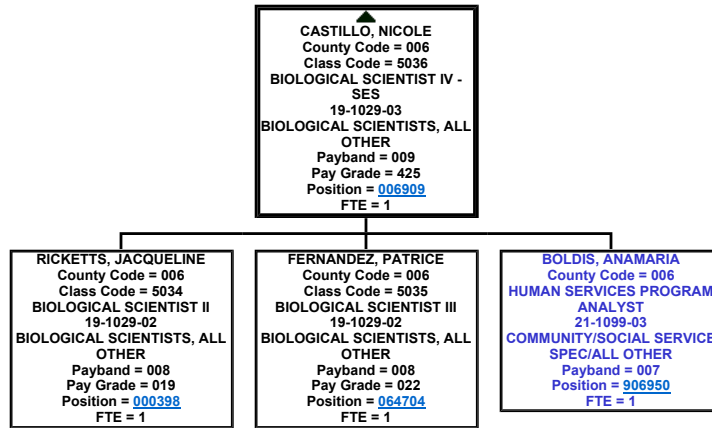 CASTILLO, NICOLE
County Code = 006
Class Code = 5036
BIOLOGICAL SCIENTIST IV -
SES
19-1029-03
BIOLOGICAL SCIENTISTS, ALL
OTHER
Payband = 009
Pay Grade = 425
Position = 006909
FTE = 1
RICKETTS, JACQUELINE
County Code = 006
Class Code = 5034
BIOLOGICAL SCIENTIST II
19-1029-02
BIOLOGICAL SCIENTISTS, ALL
OTHER
Payband = 008
Pay Grade = 019
Position = 000398
FTE = 1
FERNANDEZ, PATRICE
County Code = 006
Class Code = 5035
BIOLOGICAL SCIENTIST III
19-1029-02
BIOLOGICAL SCIENTISTS, ALL
OTHER
Payband = 008
Pay Grade = 022
Position = 064704
FTE = 1
BOLDIS, ANAMARIA
County Code = 006
HUMAN SERVICES PROGRAM
ANALYST
21-1099-03
COMMUNITY/SOCIAL SERVICE
SPEC/ALL OTHER
Payband = 007
Position = 906950
FTE = 1